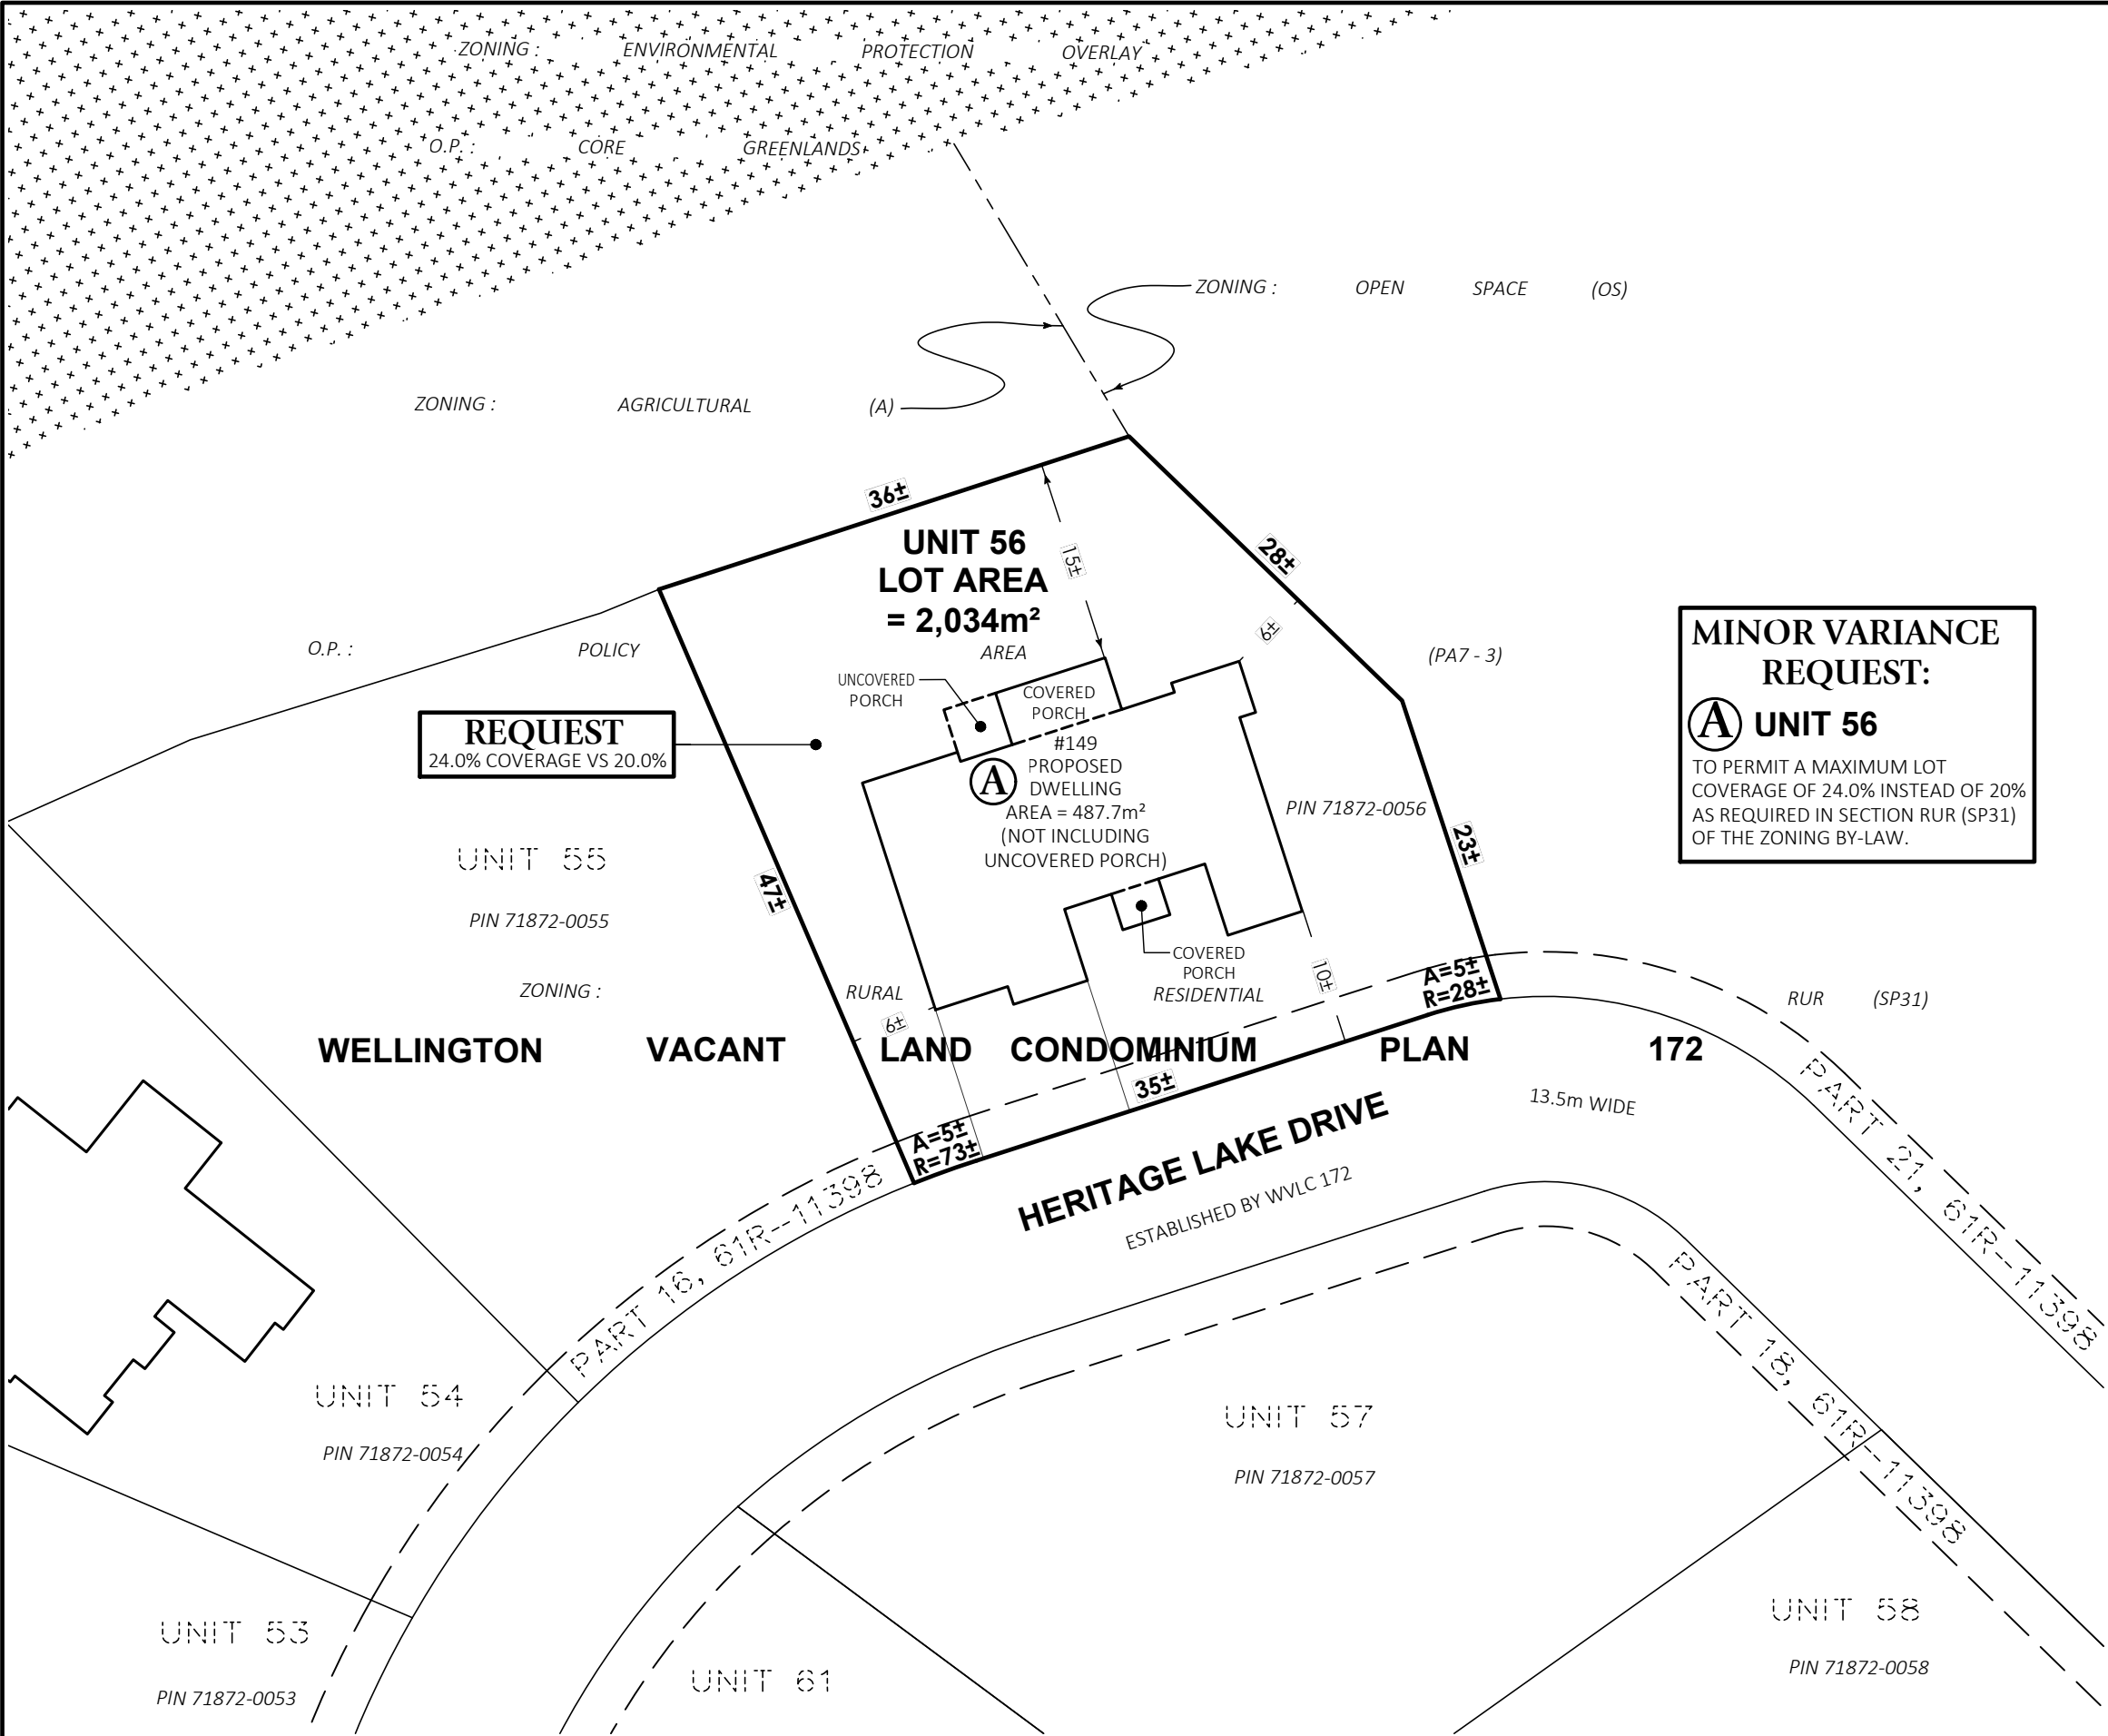 ZONING : ENVIRONMENTAL PROTECTION OVERLAY
O.P. : CORE GREENLANDS
ZONING : OPEN SPACE (OS)
ZONING : AGRICULTURAL (A)
36±
28±
UNIT 56
LOT AREA
= 2,034m²
15±
6±
O.P. : POLICY AREA (PA7 - 3)
UNCOVERED
PORCH
COVERED
PORCH
REQUEST
24.0% COVERAGE VS 20.0%
MINOR VARIANCE
REQUEST:
A UNIT 56
TO PERMIT A MAXIMUM LOT
COVERAGE OF 24.0% INSTEAD OF 20%
AS REQUIRED IN SECTION RUR (SP31)
OF THE ZONING BY-LAW.
A
#149
PROPOSED
DWELLING
AREA = 487.7m²
(NOT INCLUDING
UNCOVERED PORCH)
PIN 71872-0056
23±
47±
UNIT 55
PIN 71872-0055
COVERED
PORCH
10±
A=5±
R=28±
ZONING : RURAL RESIDENTIAL RUR (SP31)
6±
WELLINGTON VACANT LAND CONDOMINIUM PLAN 172
35±
A=5±
R=73±
HERITAGE LAKE DRIVE
ESTABLISHED BY WVLC 172
13.5m WIDE
PART 16, 61R-11398
PART 21, 61R-11398
PART 18, 61R-11398
UNIT 54
PIN 71872-0054
UNIT 57
PIN 71872-0057
UNIT 53
PIN 71872-0053
UNIT 61
UNIT 58
PIN 71872-0058